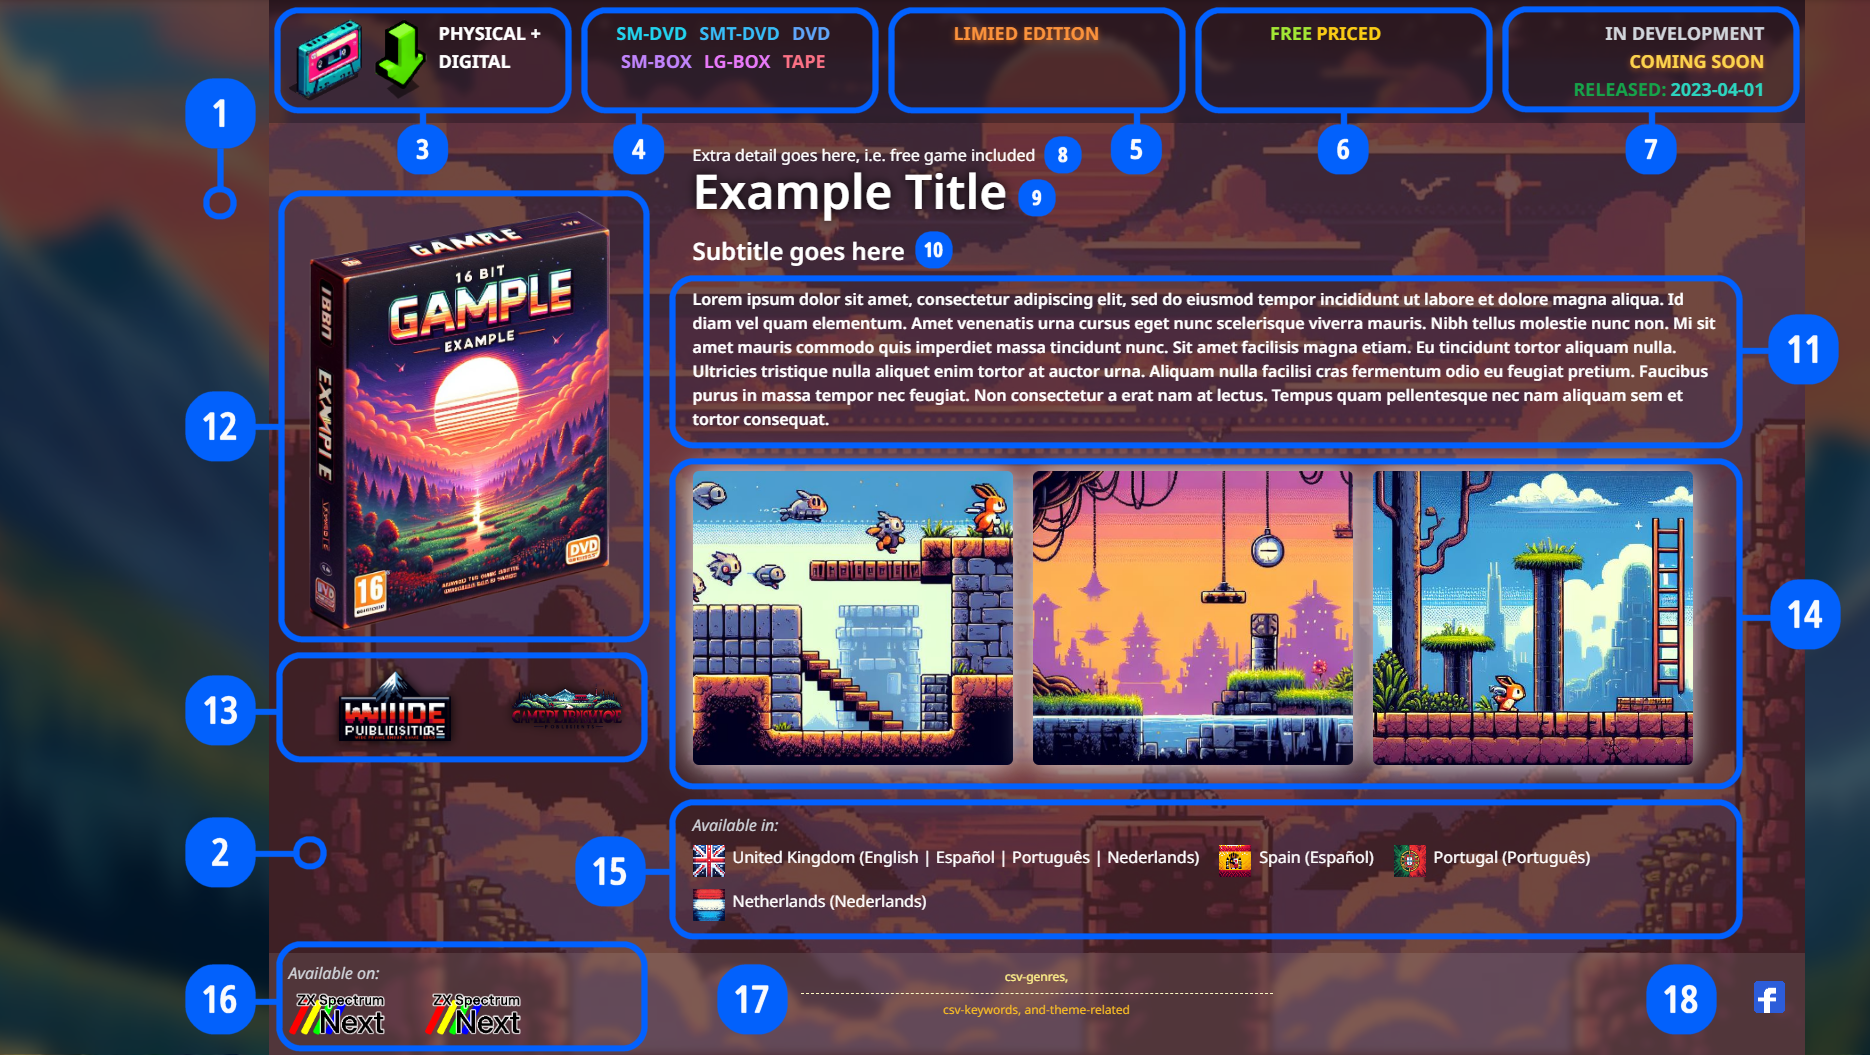 PHYSICAL +
DIGITAL
SM-DVD SMT-DVD DVD
SM-BOX LG-BOX TAPE
LIMIED EDITION
FREE PRICED
IN DEVELOPMENT
COMING SOON
RELEASED: 2023-04-01
1
3
4
5
6
7
Extra detail goes here, i.e. free game included 8
Example Title 9
Subtitle goes here 10
Lorem ipsum dolor sit amet, consectetur adipiscing elit, sed do eiusmod tempor incididunt ut labore et dolore magna aliqua. Id
diam vel quam elementum. Amet venenatis urna cursus eget nunc scelerisque viverra mauris. Nibh tellus molestie nunc non. Mi sit
amet mauris commodo quis imperdiet massa tincidunt nunc. Sit amet facilisis magna etiam. Eu tincidunt tortor aliquam nulla.
Ultricies tristique nulla aliquet enim tortor at auctor urna. Aliquam nulla facilisi cras fermentum odio eu feugiat pretium. Faucibus
purus in massa tempor nec feugiat. Non consectetur a erat nam at lectus. Tempus quam pellentesque nec nam aliquam sem et
tortor consequat.
11
12
GAMPLE
16 BIT
GAMPLE
EXAMPLE
DVD
16
13
14
2
15
Available in:
United Kingdom (English | Español | Português | Nederlands) Spain (Español) Portugal (Português)
Netherlands (Nederlands)
16
Available on:
ZX Spectrum Next
ZX Spectrum Next
17
csv-genres,
csv-keywords, and-theme-related
18
f